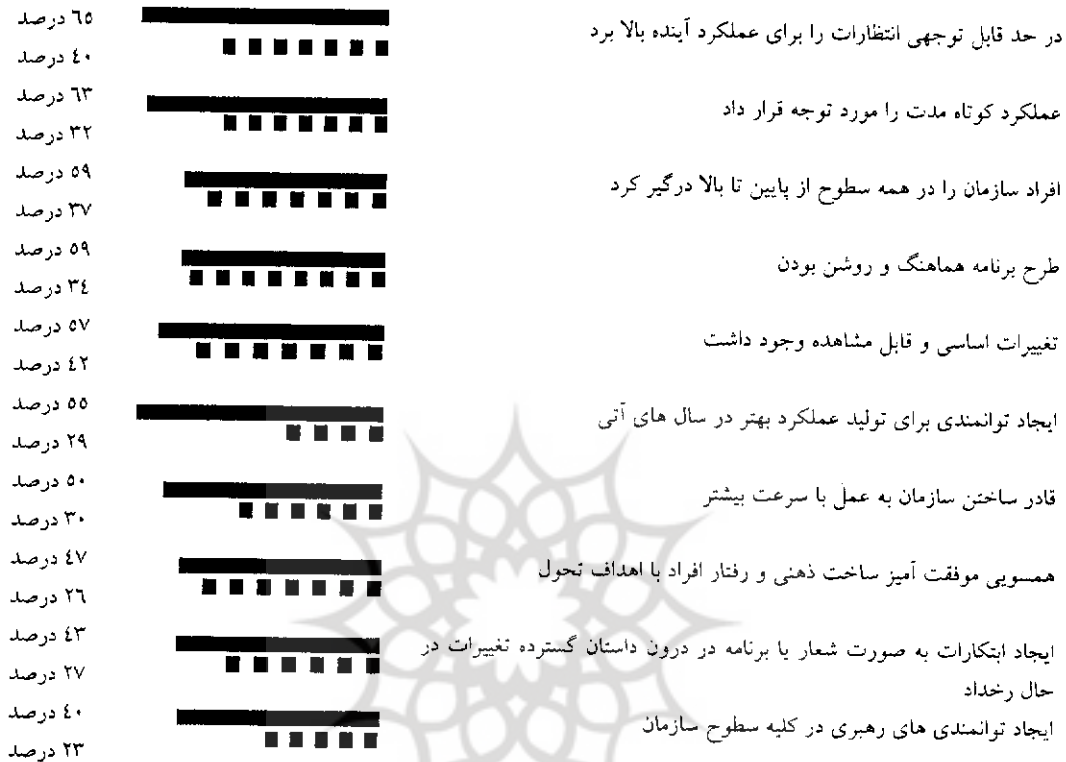 در حد قابل توجهی انتظارات را برای عملکرد آینده بالا برد
٦٥ درصد
٤٠ درصد
عملکرد کوتاه مدت را مورد توجه قرار داد
٦٣ درصد
٣٢ درصد
افراد سازمان را در همه سطوح از پایین تا بالا درگیر کرد
٥٩ درصد
٣٧ درصد
طرح برنامه هماهنگ و روشن بودن
٥٩ درصد
٣٤ درصد
تغییرات اساسی و قابل مشاهده وجود داشت
٥٧ درصد
٤٢ درصد
ایجاد توانمندی برای تولید عملکرد بهتر در سال های آتی
٥٥ درصد
٢٩ درصد
قادر ساختن سازمان به عمل با سرعت بیشتر
٥٠ درصد
٣٠ درصد
همسویی موفقت آمیز ساخت ذهنی و رفتار افراد با اهداف تحول
٤٧ درصد
٢٦ درصد
ایجاد ابتکارات به صورت شعار یا برنامه در درون داستان گسترده تغییرات در
حال رخداد
٤٣ درصد
٢٧ درصد
ایجاد توانمندی های رهبری در کلیه سطوح سازمان
٤٠ درصد
٢٣ درصد